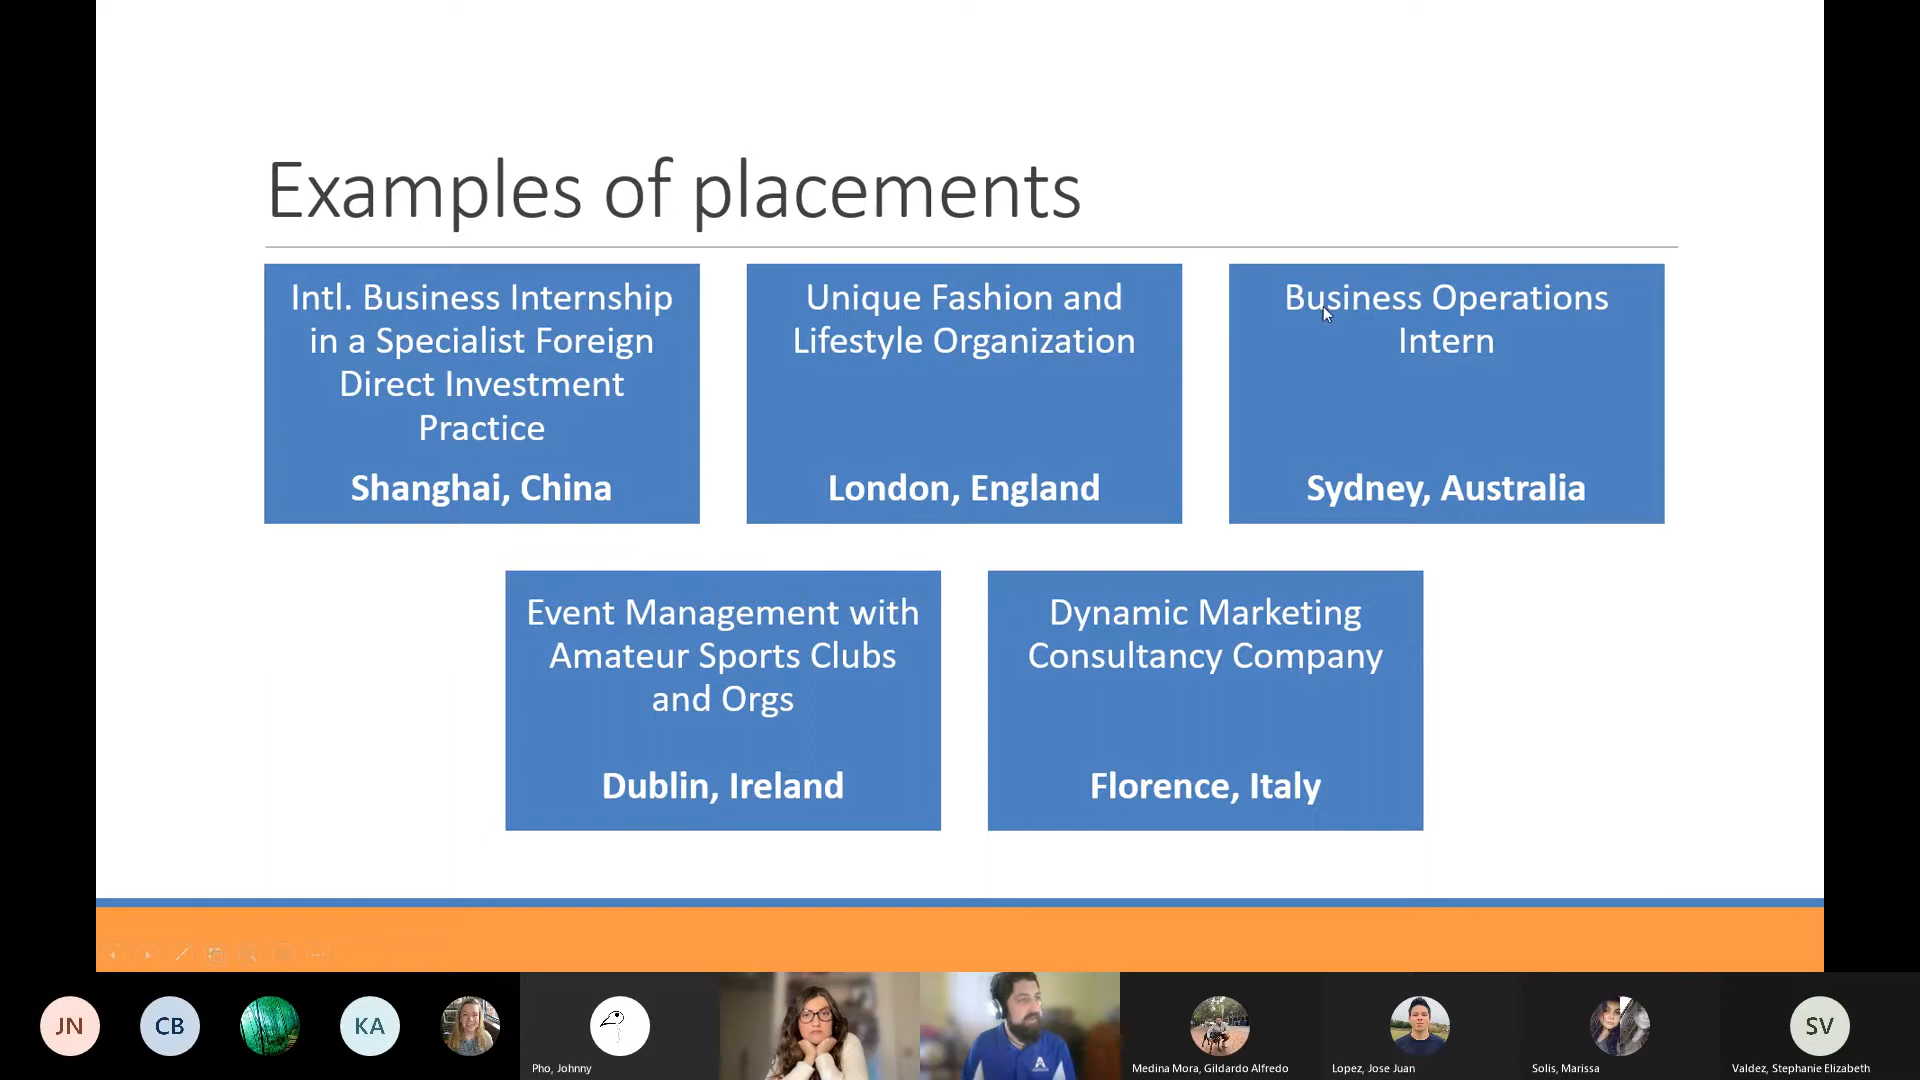 Examples of placements
Intl. Business Internship
in a Specialist Foreign
Direct Investment
Practice
Shanghai, China
Unique Fashion and
Lifestyle Organization
London, England
Business Operations
Intern
Sydney, Australia
Event Management with
Amateur Sports Clubs
and Orgs
Dublin, Ireland
Dynamic Marketing
Consultancy Company
Florence, Italy
JN
CB
KA
Pho, Johnny
A
Medina Mora, Gildardo Alfredo
Lopez, Jose Juan
Solis, Marissa
SV
Valdez, Stephanie Elizabeth